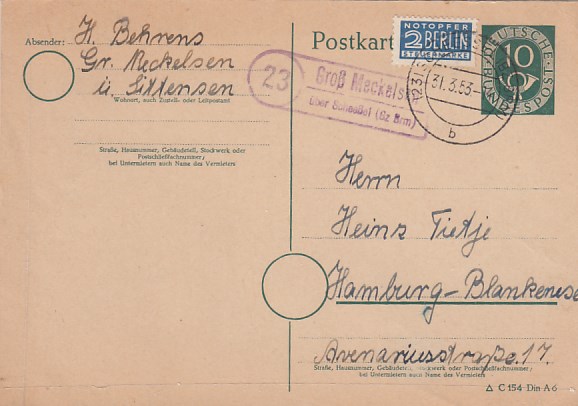 Absender:
H. Behrens
Gr. Meckelsen
ü. Sittensen
Wohnort, auch Zustell- oder Leitpostamt
Straße, Hausnummer, Gebäudeteil, Stockwerk oder
Postschließfachnummer;
bei Untermietern auch Name des Vermieters
Postkarte
NOTOPFER
2 BERLIN
STEUERMARKE
DEUTSCHE
10
BUNDESPOST
31.3.53
b
23
Groß Meckels
über Scheeßel (Bz Brm)
Herrn
Heinz Tietje
Hamburg-Blankenese
Avenariusstraße 17.
Straße, Hausnummer, Gebäudeteil, Stockwerk oder Postschließfachnummer;
bei Untermietern auch Name des Vermieters
△ C 154 Din A 6